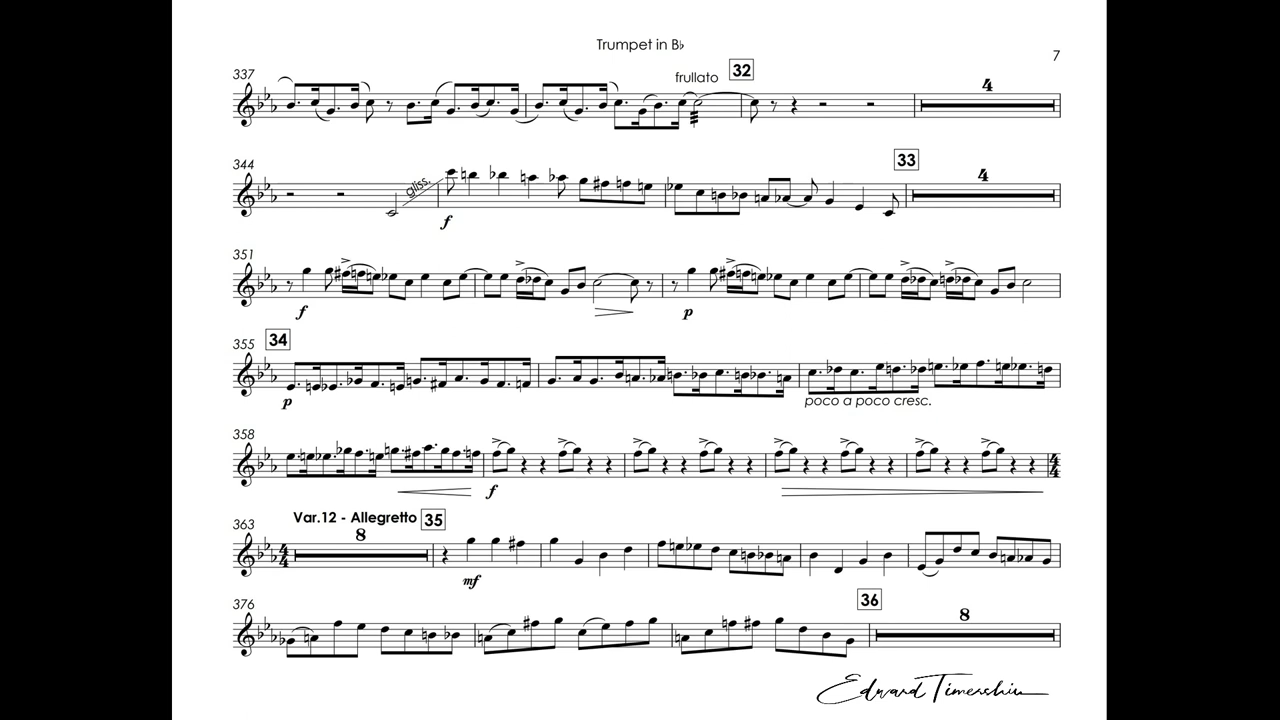 Trumpet in B♭
7
337
frullato
32
4
344
gliss.
f
33
4
351
f
p
34
355
p
poco a poco cresc.
358
f
363
Var.12 - Allegretto
35
8
mf
376
36
8
Edward Timershin